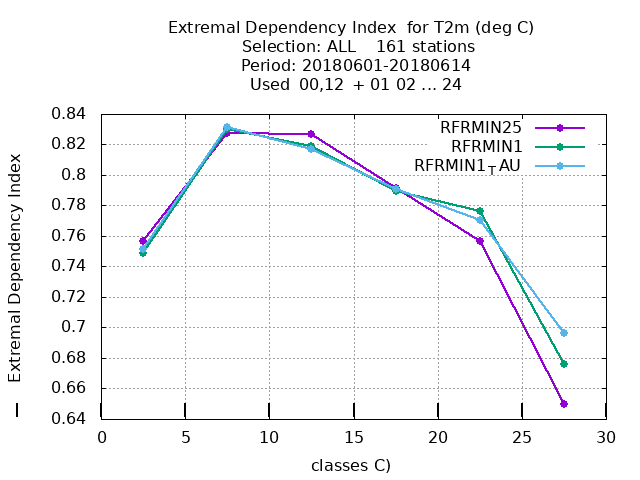 Extremal Dependency Index  for T2m (deg C)
Selection: ALL    161 stations
Period: 20180601-20180614
Used  00,12  + 01 02 ... 24
Extremal Dependency Index
0.84
0.82
0.8
0.78
0.76
0.74
0.72
0.7
0.68
0.66
0.64
RFRMIN25
RFRMIN1
RFRMIN1TAU
0 5 10 15 20 25 30
classes C)